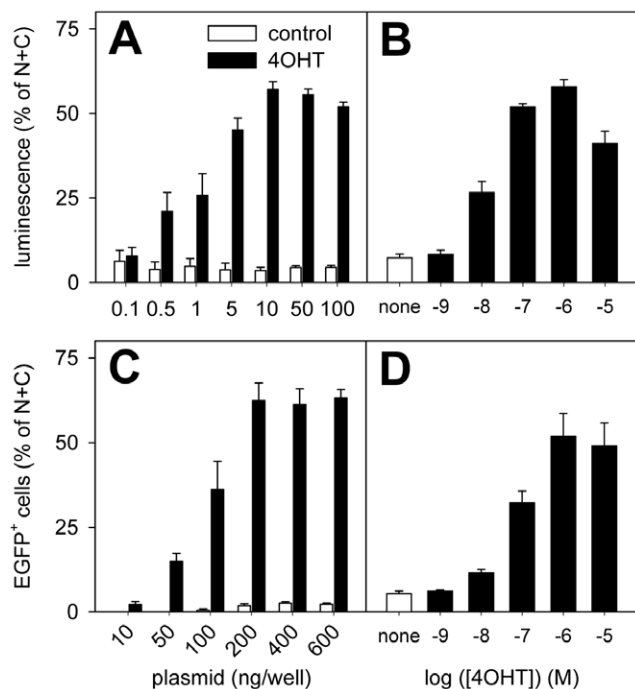 A
control
4OHT
B
luminescence (% of N+C)
75
50
25
0
0.1 0.5 1 5 10 50 100
none -9 -8 -7 -6 -5
C
D
EGFP+ cells (% of N+C)
75
50
25
0
10 50 100 200 400 600
none -9 -8 -7 -6 -5
plasmid (ng/well)
log ([4OHT]) (M)